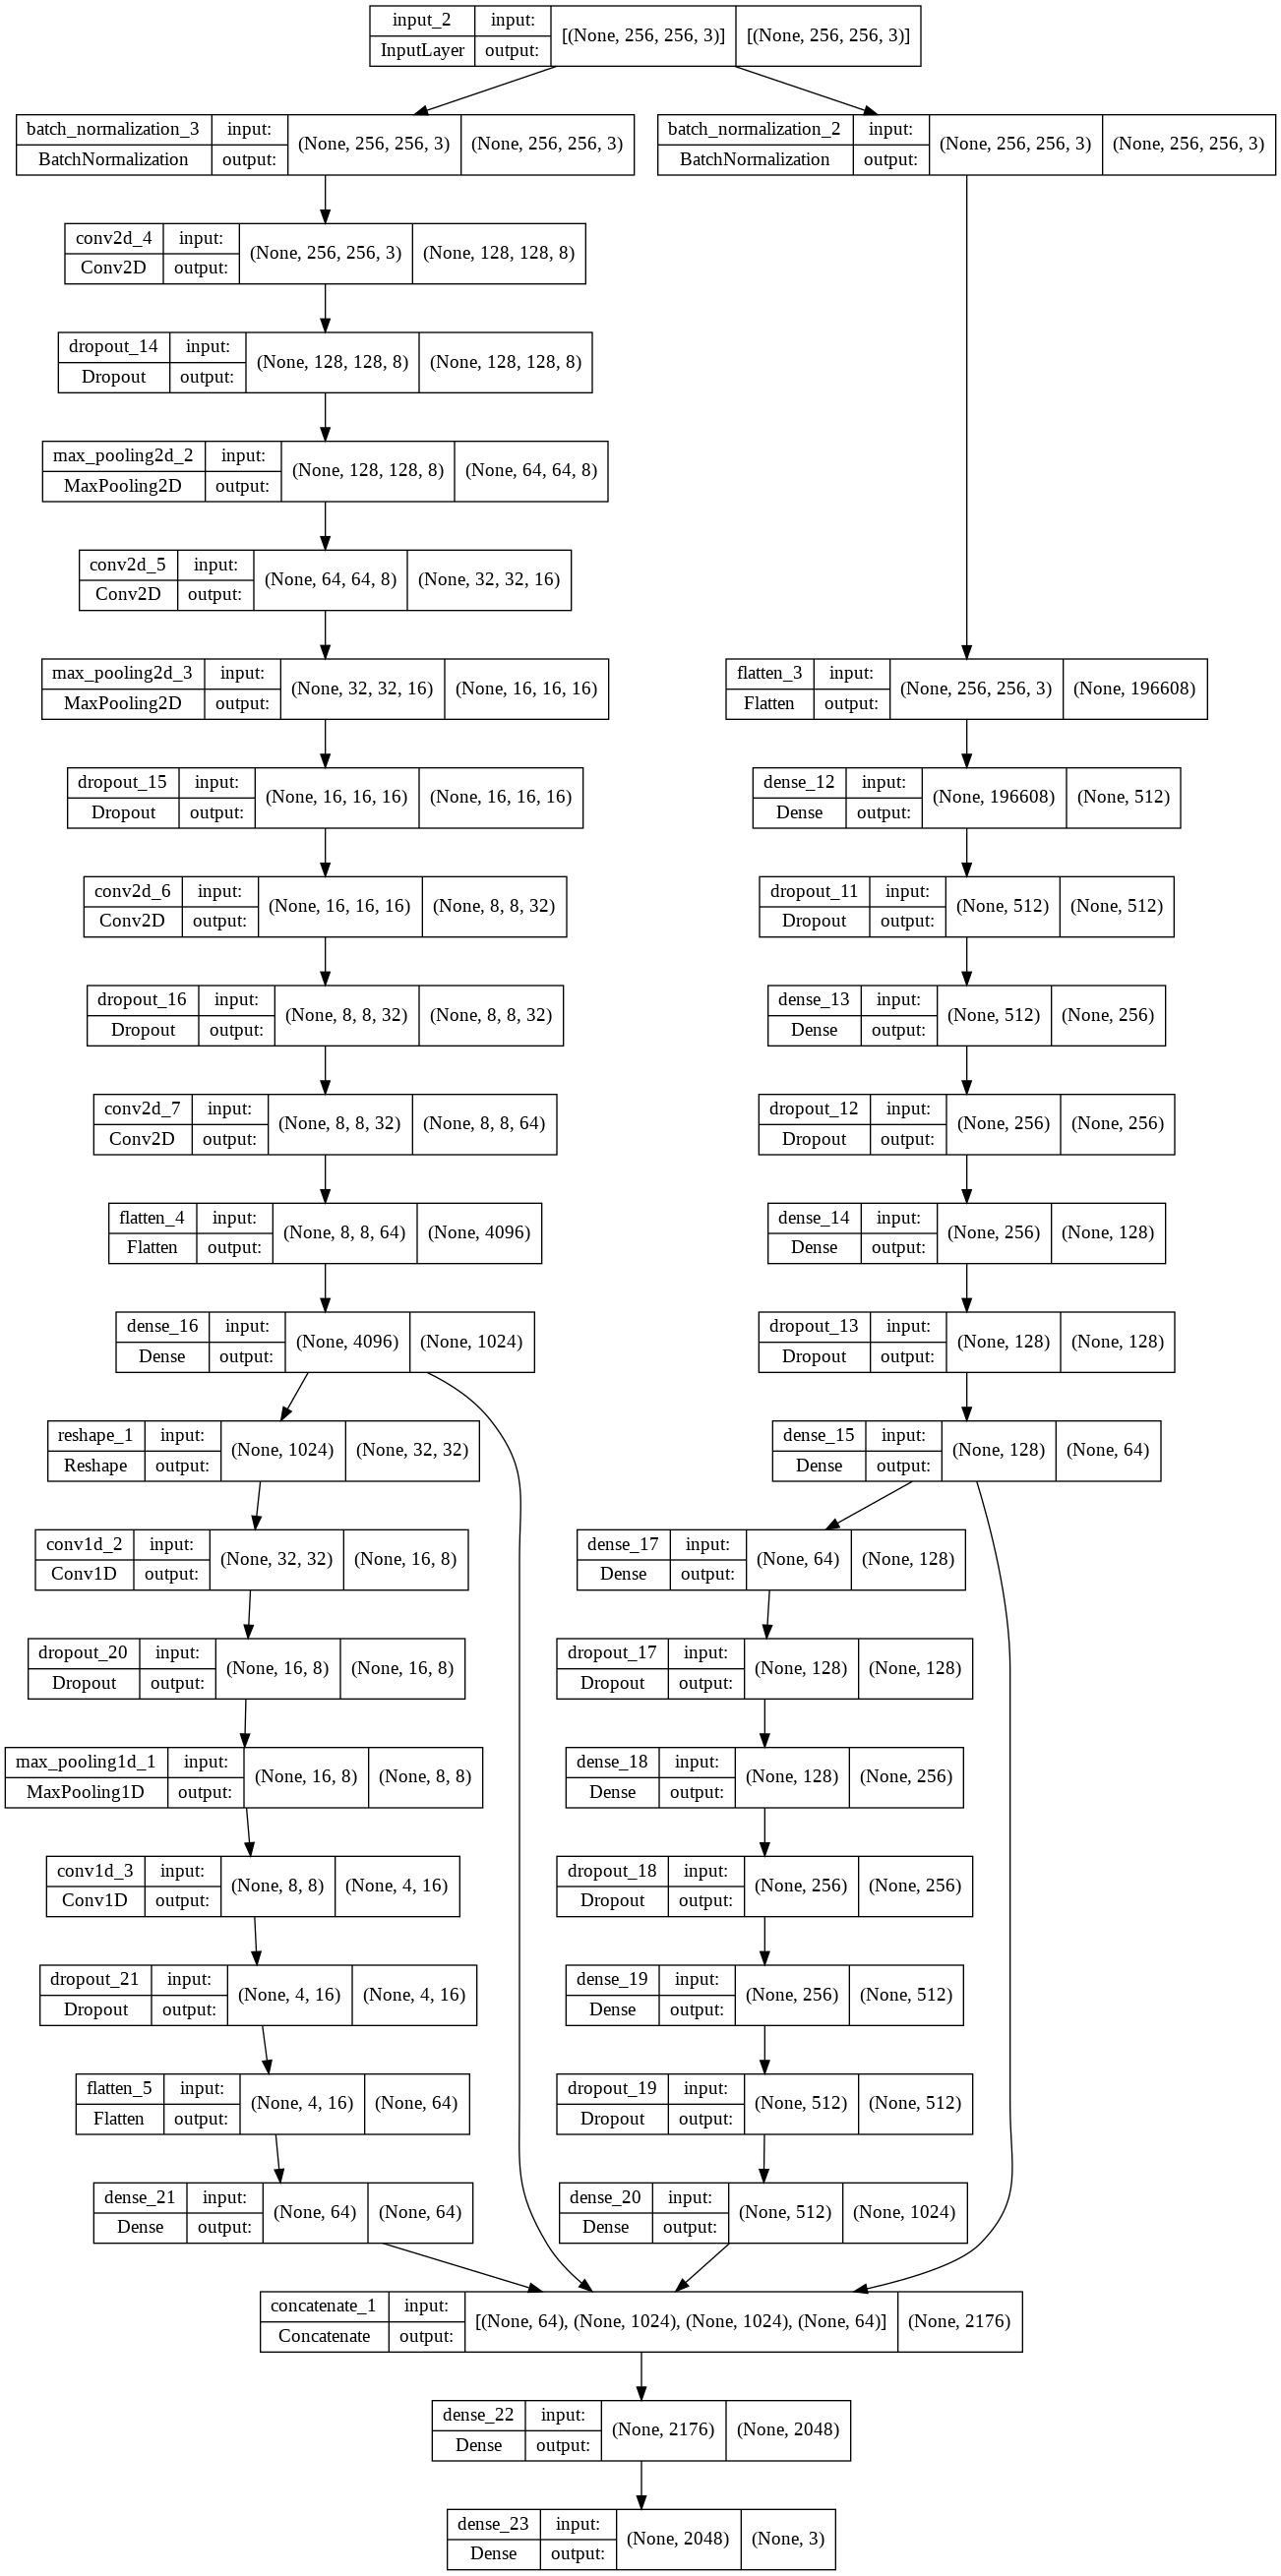 input_2 input: [(None, 256, 256, 3)] [(None, 256, 256, 3)]
InputLayer output:
batch_normalization_3 input: (None, 256, 256, 3) (None, 256, 256, 3)
BatchNormalization output:
batch_normalization_2 input: (None, 256, 256, 3) (None, 256, 256, 3)
BatchNormalization output:
conv2d_4 input: (None, 256, 256, 3) (None, 128, 128, 8)
Conv2D output:
dropout_14 input: (None, 128, 128, 8) (None, 128, 128, 8)
Dropout output:
max_pooling2d_2 input: (None, 128, 128, 8) (None, 64, 64, 8)
MaxPooling2D output:
conv2d_5 input: (None, 64, 64, 8) (None, 32, 32, 16)
Conv2D output:
max_pooling2d_3 input: (None, 32, 32, 16) (None, 16, 16, 16)
MaxPooling2D output:
flatten_3 input: (None, 256, 256, 3) (None, 196608)
Flatten output:
dropout_15 input: (None, 16, 16, 16) (None, 16, 16, 16)
Dropout output:
dense_12 input: (None, 196608) (None, 512)
Dense output:
conv2d_6 input: (None, 16, 16, 16) (None, 8, 8, 32)
Conv2D output:
dropout_11 input: (None, 512) (None, 512)
Dropout output:
dropout_16 input: (None, 8, 8, 32) (None, 8, 8, 32)
Dropout output:
dense_13 input: (None, 512) (None, 256)
Dense output:
conv2d_7 input: (None, 8, 8, 32) (None, 8, 8, 64)
Conv2D output:
dropout_12 input: (None, 256) (None, 256)
Dropout output:
flatten_4 input: (None, 8, 8, 64) (None, 4096)
Flatten output:
dense_14 input: (None, 256) (None, 128)
Dense output:
dense_16 input: (None, 4096) (None, 1024)
Dense output:
dropout_13 input: (None, 128) (None, 128)
Dropout output:
reshape_1 input: (None, 1024) (None, 32, 32)
Reshape output:
dense_15 input: (None, 128) (None, 64)
Dense output:
conv1d_2 input: (None, 32, 32) (None, 16, 8)
Conv1D output:
dense_17 input: (None, 64) (None, 128)
Dense output:
dropout_20 input: (None, 16, 8) (None, 16, 8)
Dropout output:
dropout_17 input: (None, 128) (None, 128)
Dropout output:
max_pooling1d_1 input: (None, 16, 8) (None, 8, 8)
MaxPooling1D output:
dense_18 input: (None, 128) (None, 256)
Dense output:
conv1d_3 input: (None, 8, 8) (None, 4, 16)
Conv1D output:
dropout_18 input: (None, 256) (None, 256)
Dropout output:
dropout_21 input: (None, 4, 16) (None, 4, 16)
Dropout output:
dense_19 input: (None, 256) (None, 512)
Dense output:
flatten_5 input: (None, 4, 16) (None, 64)
Flatten output:
dropout_19 input: (None, 512) (None, 512)
Dropout output:
dense_21 input: (None, 64) (None, 64)
Dense output:
dense_20 input: (None, 512) (None, 1024)
Dense output:
concatenate_1 input: [(None, 64), (None, 1024), (None, 1024), (None, 64)] (None, 2176)
Concatenate output:
dense_22 input: (None, 2176) (None, 2048)
Dense output:
dense_23 input: (None, 2048) (None, 3)
Dense output: